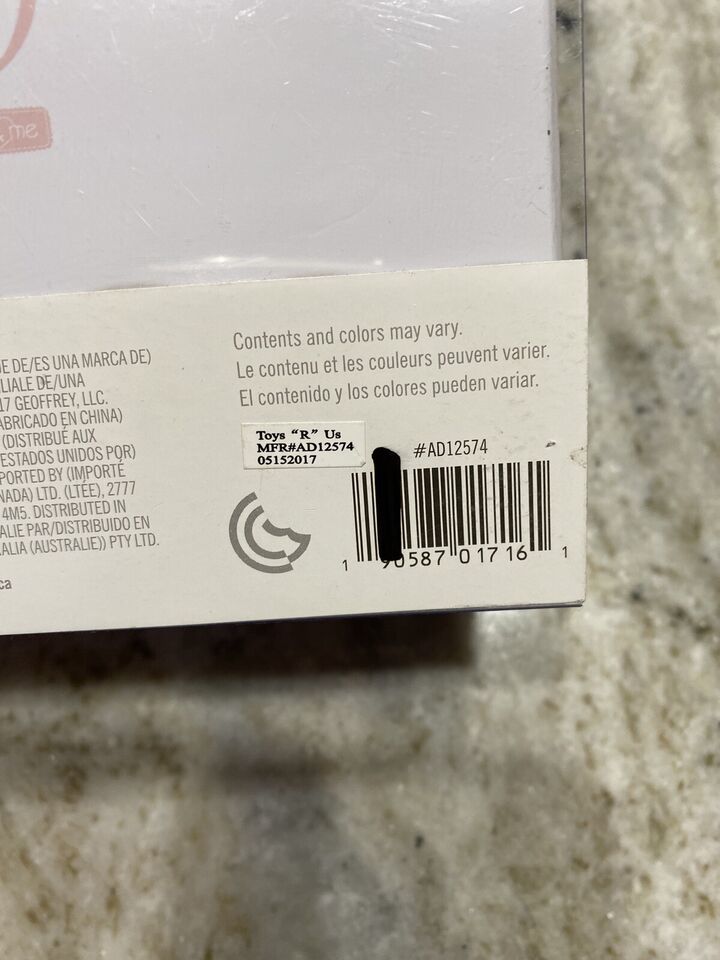 me
E DE/ES UNA MARCA DE)
LIALE DE/UNA
17 GEOFFREY, LLC.
ABRICADO EN CHINA)
(DISTRIBUÉ AUX
ESTADOS UNIDOS POR)
PORTED BY (IMPORTÉ
NADA) LTD. (LTÉE), 2777
4M5. DISTRIBUTED IN
ALIE PAR/DISTRIBUIDO EN
ALIA (AUSTRALIE)) PTY LTD.
ca
Contents and colors may vary.
Le contenu et les couleurs peuvent varier.
El contenido y los colores pueden variar.
Toys “R” Us
MFR#AD12574
05152017
#AD12574
1 90587 01716 1